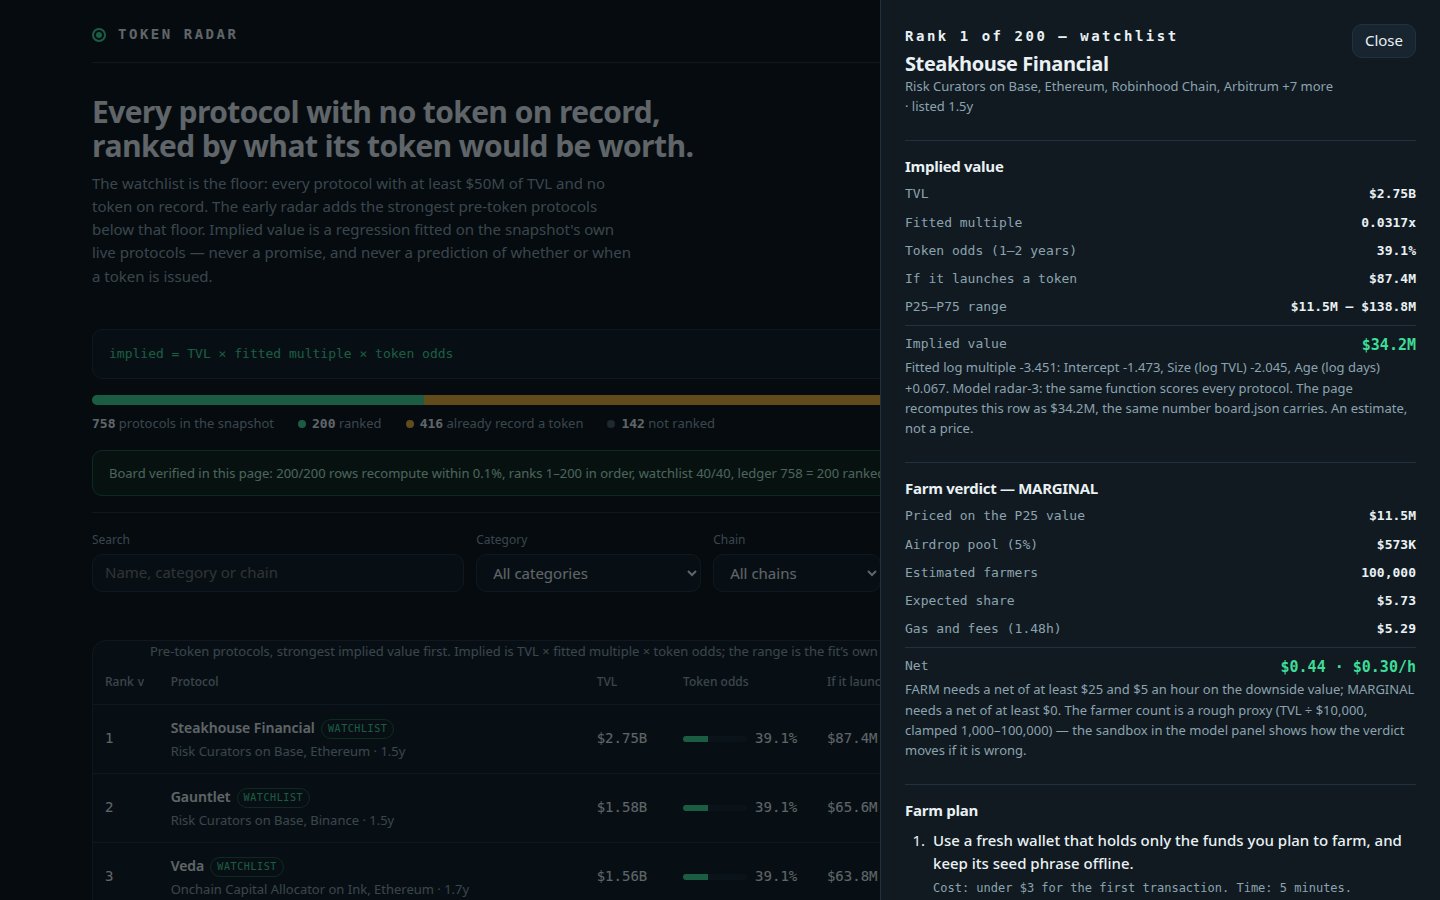 TOKEN RADAR
Every protocol with no token on record,
ranked by what its token would be worth.
The watchlist is the floor: every protocol with at least $50M of TVL and no
token on record. The early radar adds the strongest pre-token protocols
below that floor. Implied value is a regression fitted on the snapshot's own
live protocols — never a promise, and never a prediction of whether or when
a token is issued.
implied = TVL × fitted multiple × token odds
758 protocols in the snapshot 200 ranked 416 already record a token 142 not ranked
Board verified in this page: 200/200 rows recompute within 0.1%, ranks 1–200 in order, watchlist 40/40, ledger 758 = 200 ranked
Search Category Chain
Name, category or chain All categories All chains
Pre-token protocols, strongest implied value first. Implied is TVL × fitted multiple × token odds; the range is the fit's own
Rank v Protocol TVL Token odds If it launc
1 Steakhouse Financial WATCHLIST $2.75B 39.1% $87.4M
Risk Curators on Base, Ethereum · 1.5y
2 Gauntlet WATCHLIST $1.58B 39.1% $65.6M
Risk Curators on Base, Binance · 1.5y
3 Veda WATCHLIST $1.56B 39.1% $63.8M
Onchain Capital Allocator on Ink, Ethereum · 1.7y
Rank 1 of 200 — watchlist
Close
Steakhouse Financial
Risk Curators on Base, Ethereum, Robinhood Chain, Arbitrum +7 more
· listed 1.5y
Implied value
TVL $2.75B
Fitted multiple 0.0317x
Token odds (1–2 years) 39.1%
If it launches a token $87.4M
P25–P75 range $11.5M — $138.8M
Implied value $34.2M
Fitted log multiple -3.451: Intercept -1.473, Size (log TVL) -2.045, Age (log days)
+0.067. Model radar-3: the same function scores every protocol. The page
recomputes this row as $34.2M, the same number board.json carries. An estimate,
not a price.
Farm verdict — MARGINAL
Priced on the P25 value $11.5M
Airdrop pool (5%) $573K
Estimated farmers 100,000
Expected share $5.73
Gas and fees (1.48h) $5.29
Net $0.44 · $0.30/h
FARM needs a net of at least $25 and $5 an hour on the downside value; MARGINAL
needs a net of at least $0. The farmer count is a rough proxy (TVL ÷ $10,000,
clamped 1,000–100,000) — the sandbox in the model panel shows how the verdict
moves if it is wrong.
Farm plan
1. Use a fresh wallet that holds only the funds you plan to farm, and
keep its seed phrase offline.
Cost: under $3 for the first transaction. Time: 5 minutes.